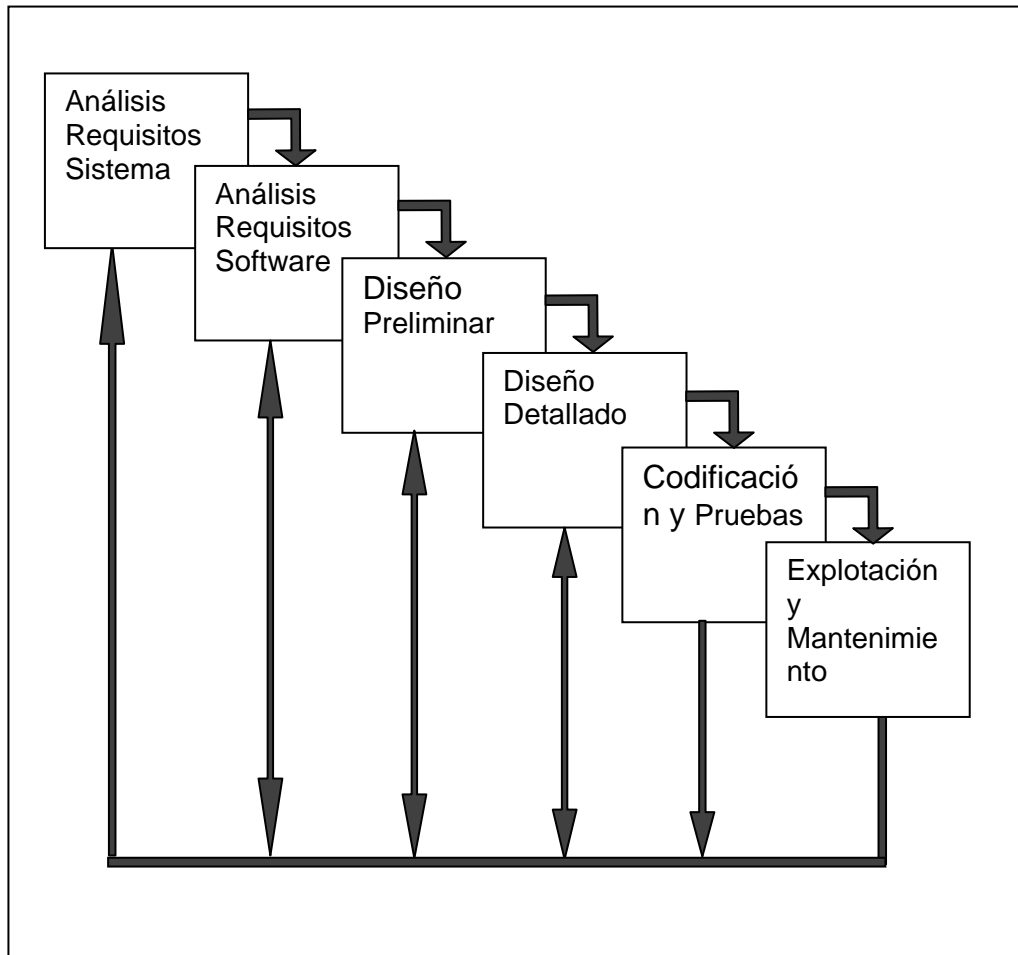 Análisis
Requisitos
Sistema
Análisis
Requisitos
Software
Diseño
Preliminar
Diseño
Detallado
Codificació
n y Pruebas
Explotación
y
Mantenimie
nto